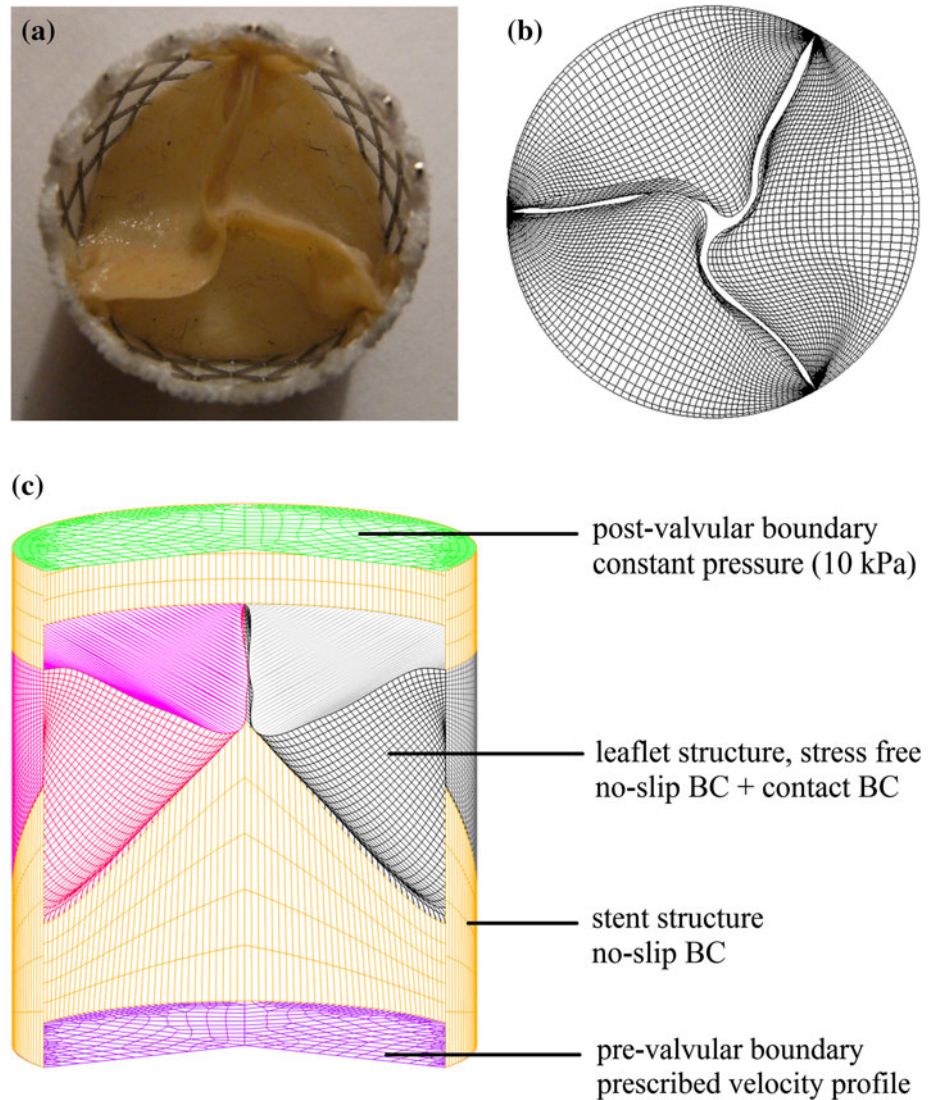 (a)
(b)
(c)
post-valvular boundary
constant pressure (10 kPa)
leaflet structure, stress free
no-slip BC + contact BC
stent structure
no-slip BC
pre-valvular boundary
prescribed velocity profile